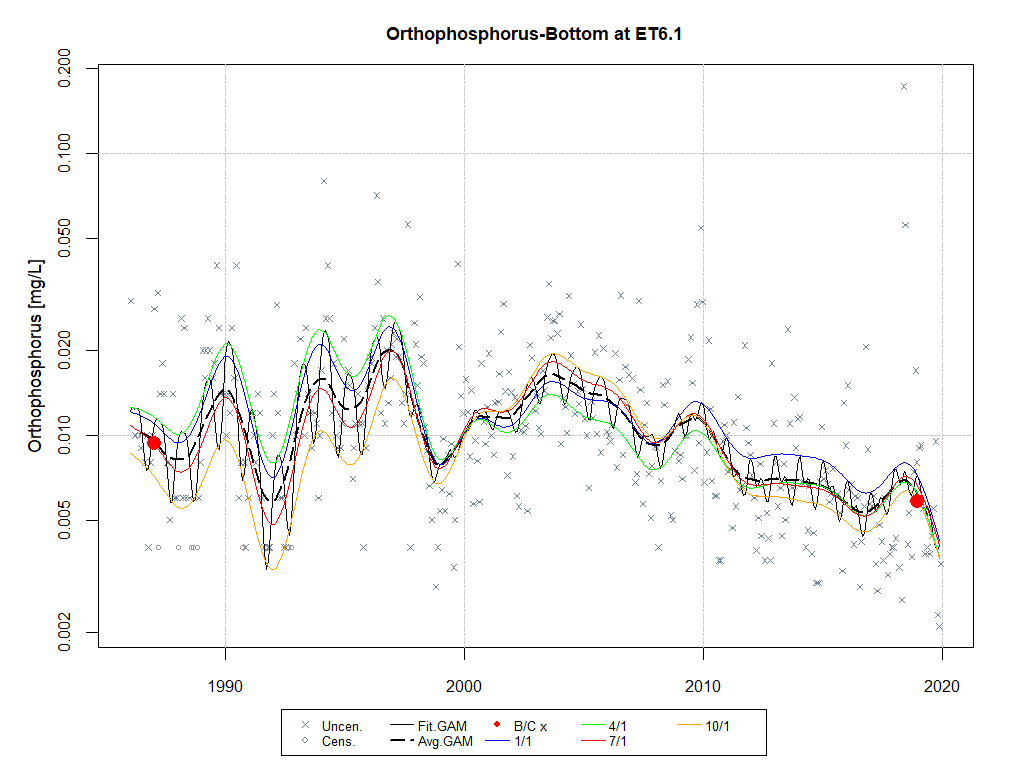 Orthophosphorus-Bottom at ET6.1
Orthophosphorus [mg/L]
0.200
0.100
0.050
0.020
0.010
0.005
0.002
1990 2000 2010 2020
Uncen. Fit.GAM B/C x 4/1 10/1
Cens. Avg.GAM 1/1 7/1